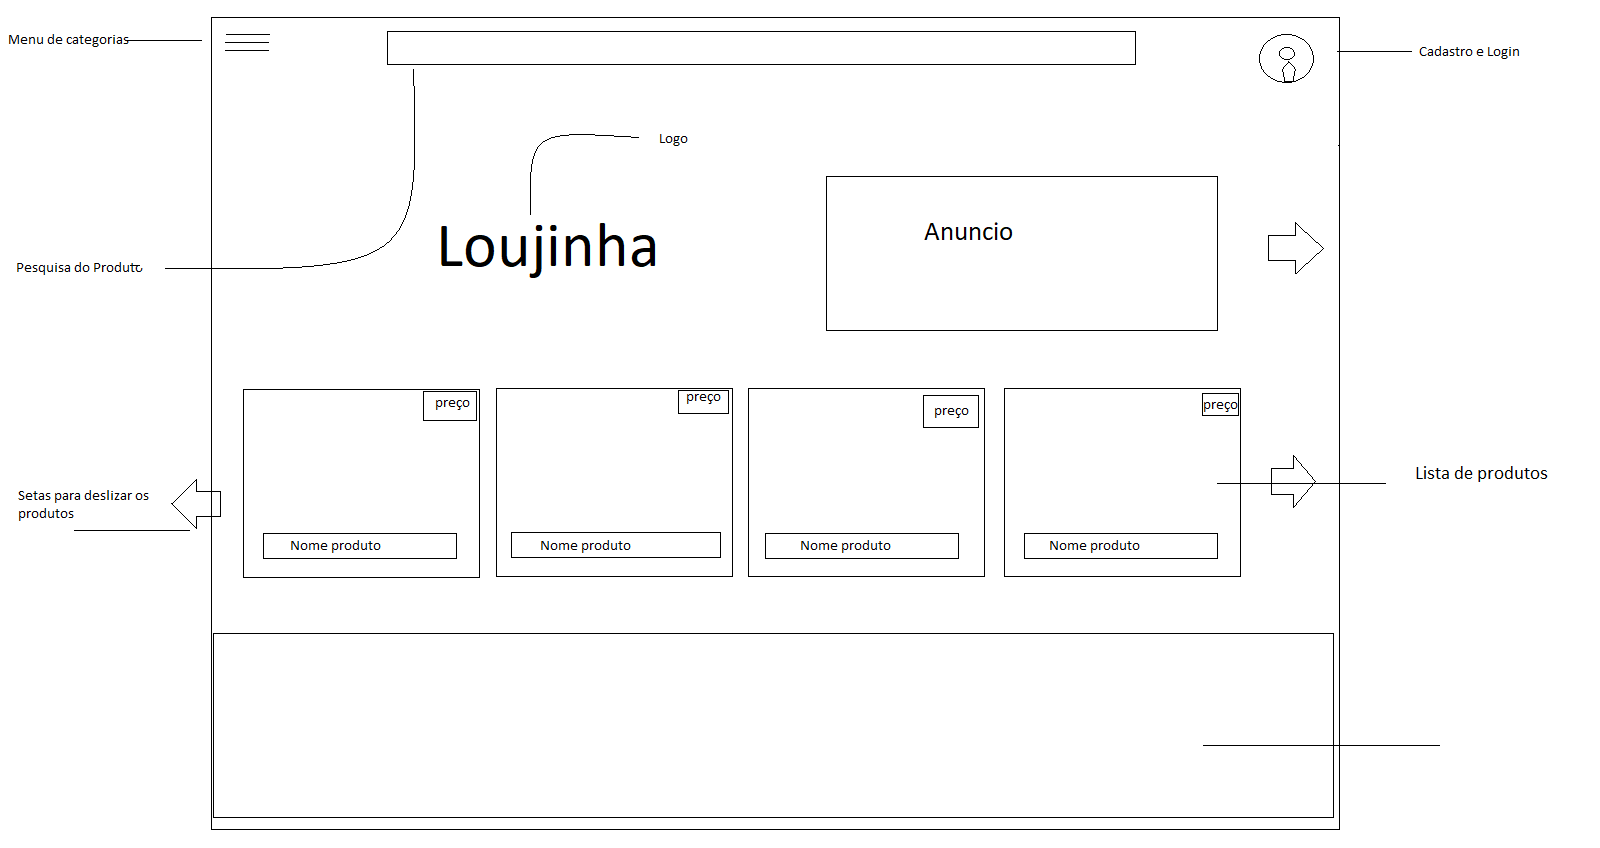 Menu de categorias
Cadastro e Login
Logo
Loujinha
Anuncio
Pesquisa do Produto
preço
preço
preço
preço
Lista de produtos
Setas para deslizar os
produtos
Nome produto
Nome produto
Nome produto
Nome produto